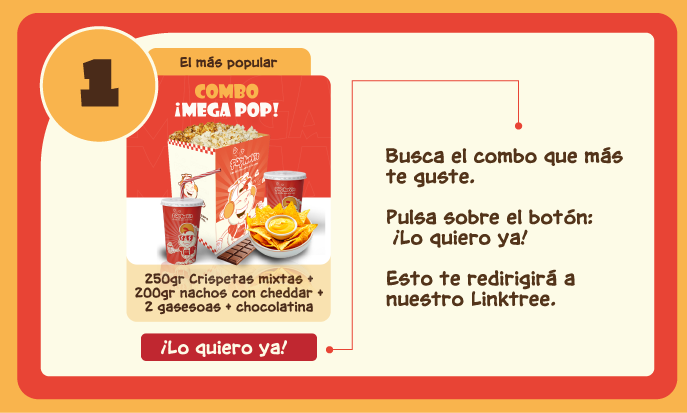 1
El más popular
COMBO
¡MEGA POP!
250gr Crispetas mixtas +
200gr nachos con cheddar +
2 gasesoas + chocolatina
¡Lo quiero ya!
Busca el combo que más
te guste.
Pulsa sobre el botón:
¡Lo quiero ya!
Esto te redirigirá a
nuestro Linktree.